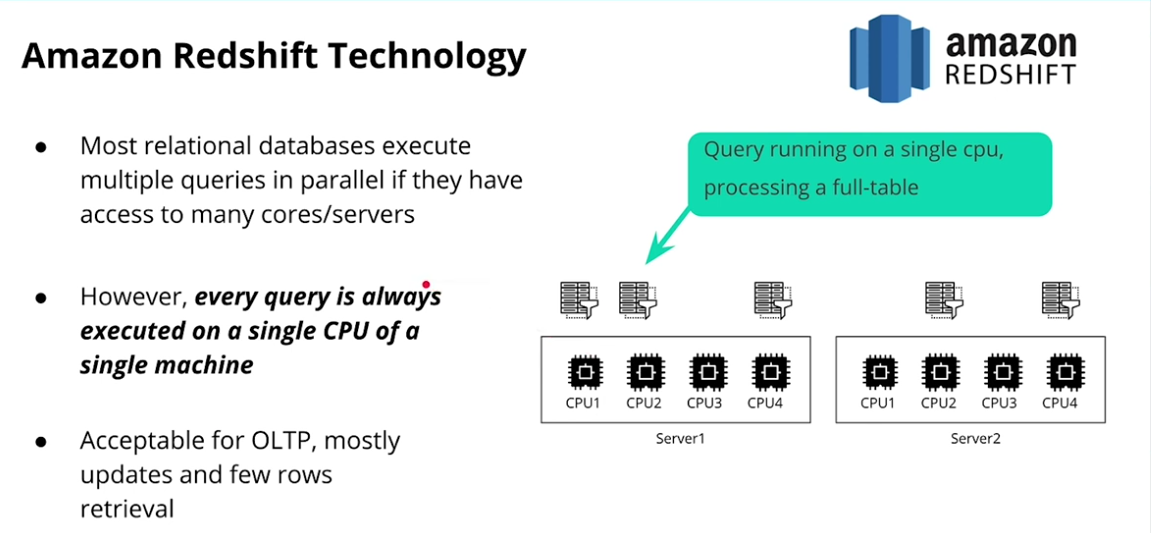 Amazon Redshift Technology
amazon
REDSHIFT
● Most relational databases execute
multiple queries in parallel if they have
access to many cores/servers
● However, every query is always
executed on a single CPU of a
single machine
● Acceptable for OLTP, mostly
updates and few rows
retrieval
Query running on a single cpu,
processing a full-table
CPU1 CPU2 CPU3 CPU4
Server1
CPU1 CPU2 CPU3 CPU4
Server2